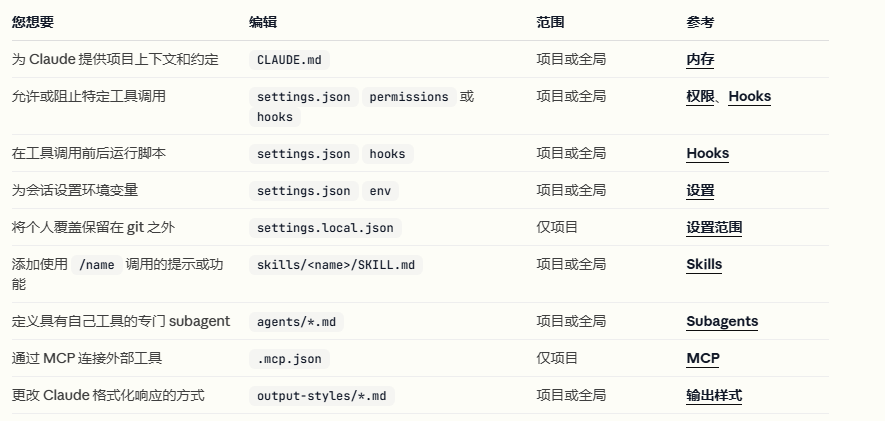 您想要 编辑 范围 参考
为 Claude 提供项目上下文和约定 CLAUDE.md 项目或全局 内存
允许或阻止特定工具调用 settings.json permissions 或 项目或全局 权限、Hooks
hooks
在工具调用前后运行脚本 settings.json hooks 项目或全局 Hooks
为会话设置环境变量 settings.json env 项目或全局 设置
将个人覆盖保留在 git 之外 settings.local.json 仅项目 设置范围
添加使用 /name 调用的提示或功 skills/<name>/SKILL.md 项目或全局 Skills
能
定义具有自己工具的专门 subagent agents/*.md 项目或全局 Subagents
通过 MCP 连接外部工具 .mcp.json 仅项目 MCP
更改 Claude 格式化响应的方式 output-styles/*.md 项目或全局 输出样式